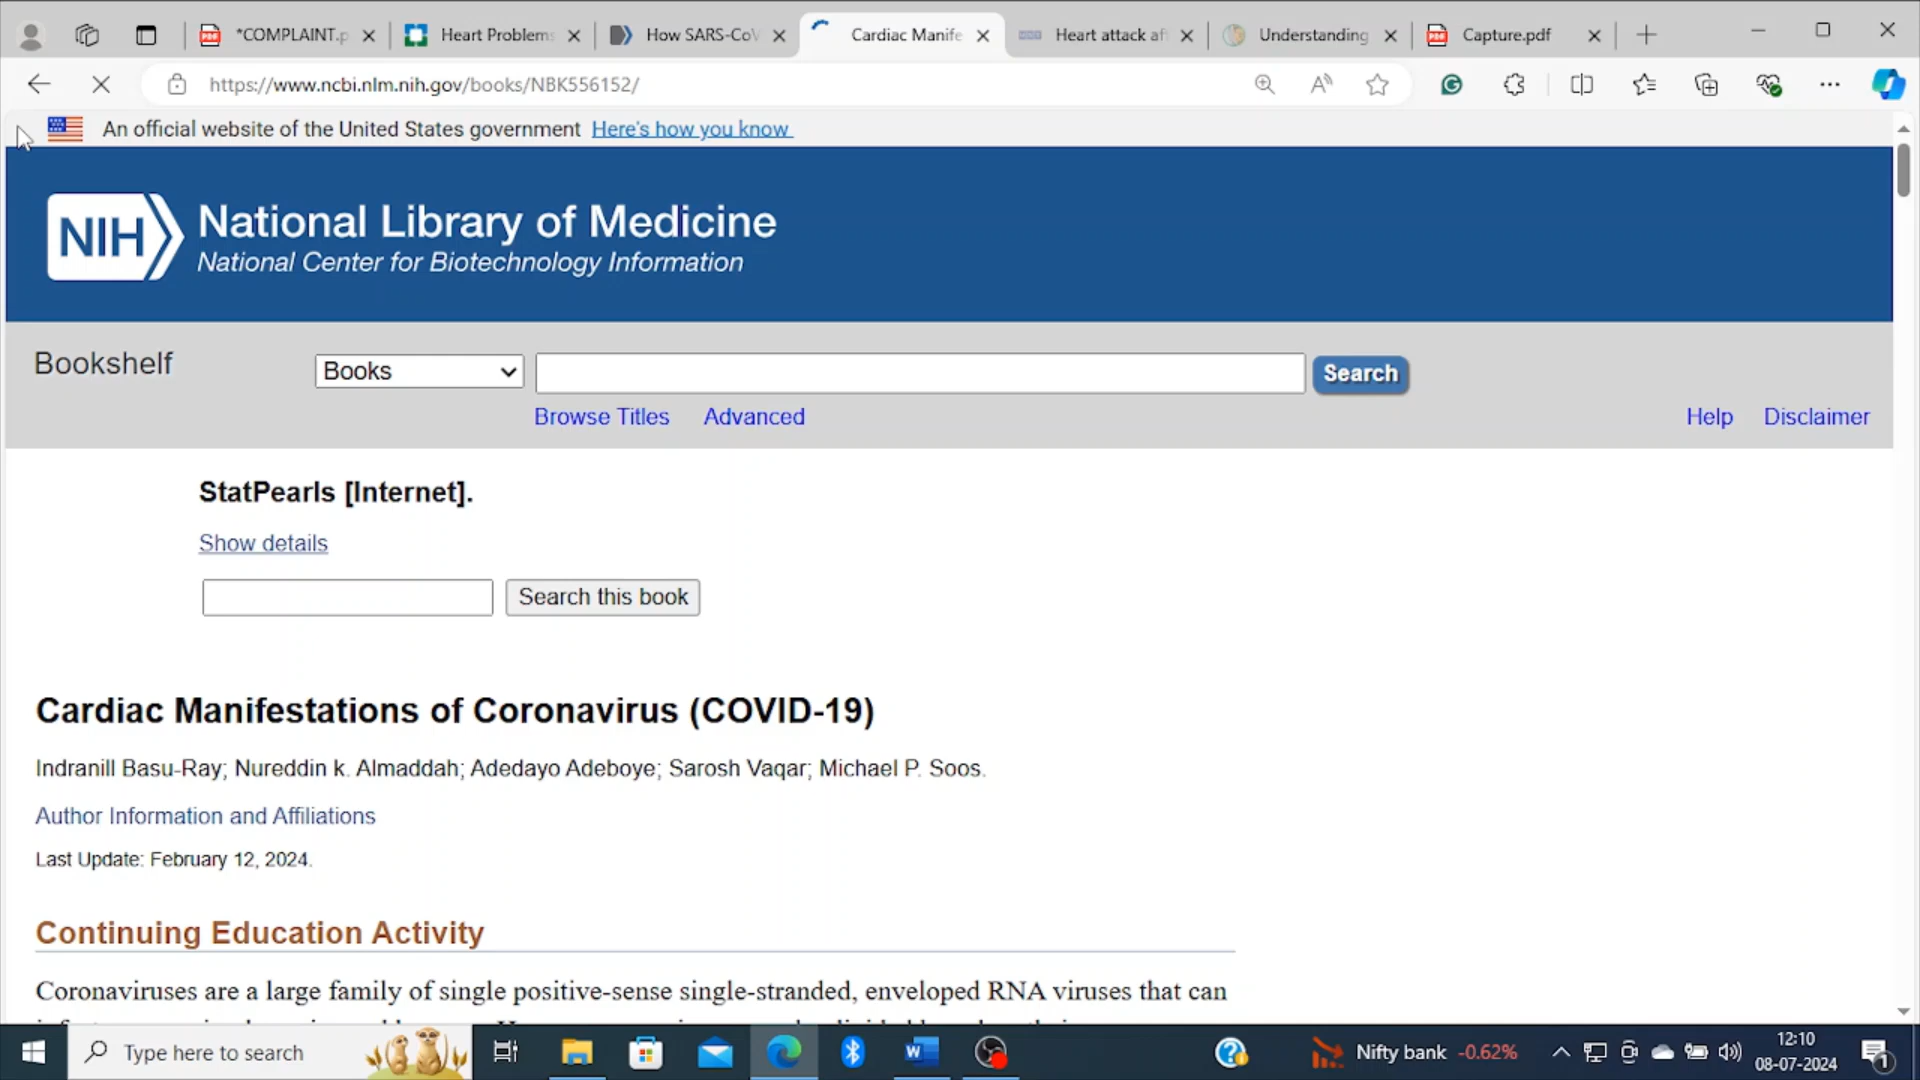 *COMPLAINT.p
Heart Problems
How SARS-CoV
Cardiac Manife
Heart attack aft
Understanding
Capture.pdf
https://www.ncbi.nlm.nih.gov/books/NBK556152/
An official website of the United States government Here's how you know
NIH National Library of Medicine
National Center for Biotechnology Information
Bookshelf
Books
Search
Browse Titles Advanced
Help Disclaimer
StatPearls [Internet].
Show details
Search this book
Cardiac Manifestations of Coronavirus (COVID-19)
Indranill Basu-Ray; Nureddin k. Almaddah; Adedayo Adeboye; Sarosh Vaqar; Michael P. Soos.
Author Information and Affiliations
Last Update: February 12, 2024.
Continuing Education Activity
Coronaviruses are a large family of single positive-sense single-stranded, enveloped RNA viruses that can
Type here to search
Nifty bank -0.62%
12:10
08-07-2024
1